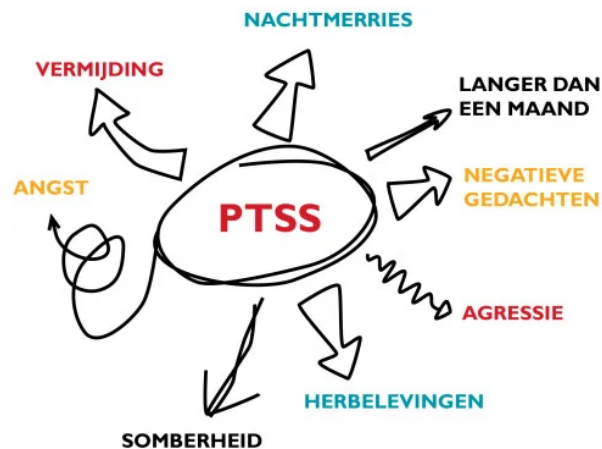 NACHTMERRIES
VERMIJDING
LANGER DAN
EEN MAAND
ANGST
NEGATIEVE
GEDACHTEN
PTSS
AGRESSIE
HERBELEVINGEN
SOMBERHEID